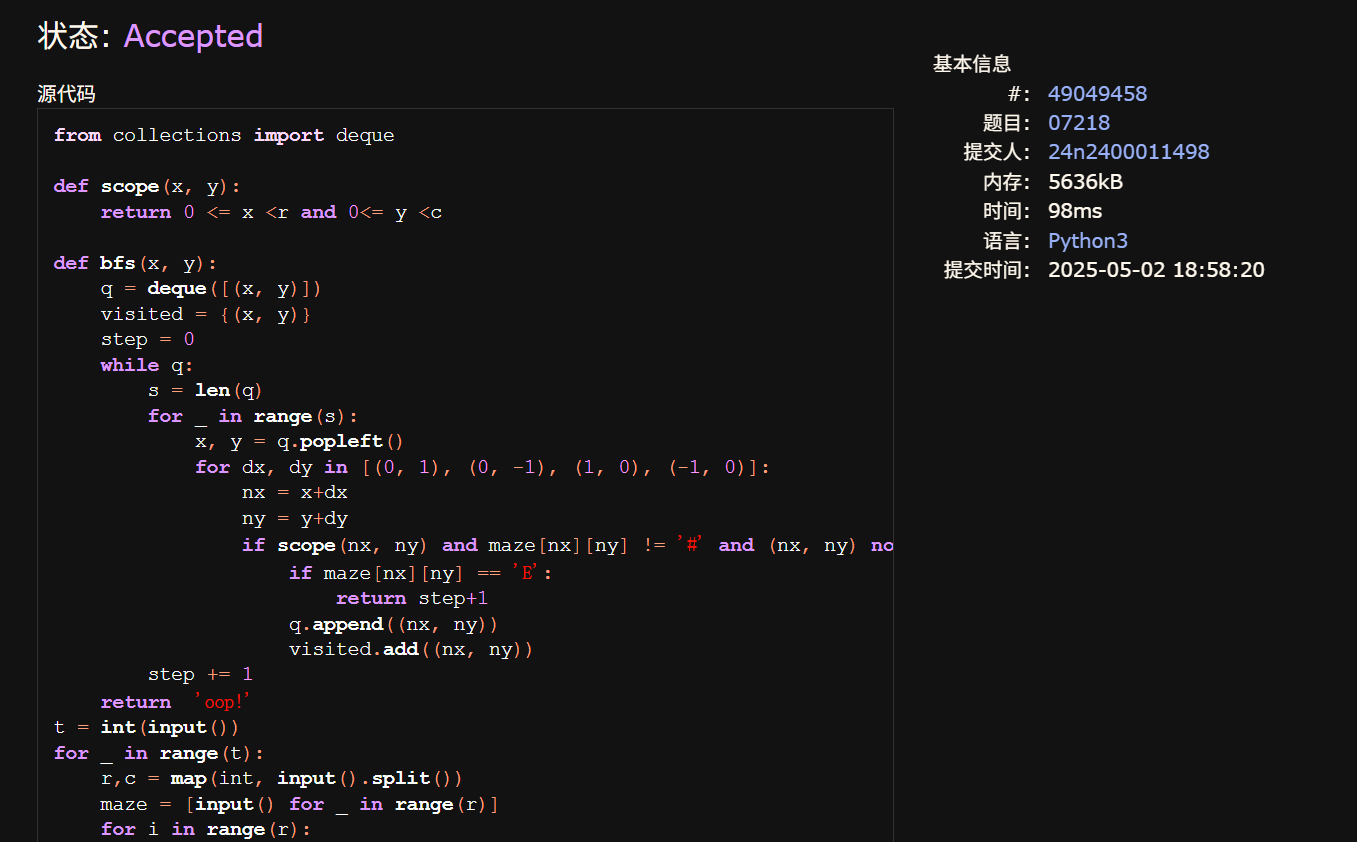 状态: Accepted
源代码
from collections import deque
def scope(x, y):
    return 0 <= x <r and 0<= y <c
def bfs(x, y):
    q = deque([(x, y)])
    visited = {(x, y)}
    step = 0
    while q:
        s = len(q)
        for _ in range(s):
            x, y = q.popleft()
            for dx, dy in [(0, 1), (0, -1), (1, 0), (-1, 0)]:
                nx = x+dx
                ny = y+dy
                if scope(nx, ny) and maze[nx][ny] != '#' and (nx, ny) no
                    if maze[nx][ny] == 'E':
                        return step+1
                    q.append((nx, ny))
                    visited.add((nx, ny))
        step += 1
    return  'oop!'
t = int(input())
for _ in range(t):
    r,c = map(int, input().split())
    maze = [input() for _ in range(r)]
    for i in range(r):
基本信息
#: 49049458
题目: 07218
提交人: 24n2400011498
内存: 5636kB
时间: 98ms
语言: Python3
提交时间: 2025-05-02 18:58:20